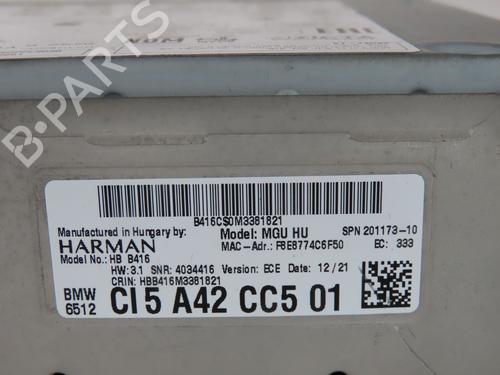 B-PARTS
B416CS0M3381821
Manufactured in Hungary by:
HARMAN
Model No.: HB B416
Model: MGU HU
MAC-Adr.: F8E8774C6F50
SPN 201173-10
EC: 333
HW: 3.1 SNR: 4034416 Version: ECE Date: 12/21
CRIN: HBB416M3381821
BMW
6512
CI 5 A42 CC5 01